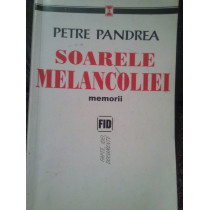 PETRE PANDREA
SOARELE
MELANCOLIEI
memorii
FID